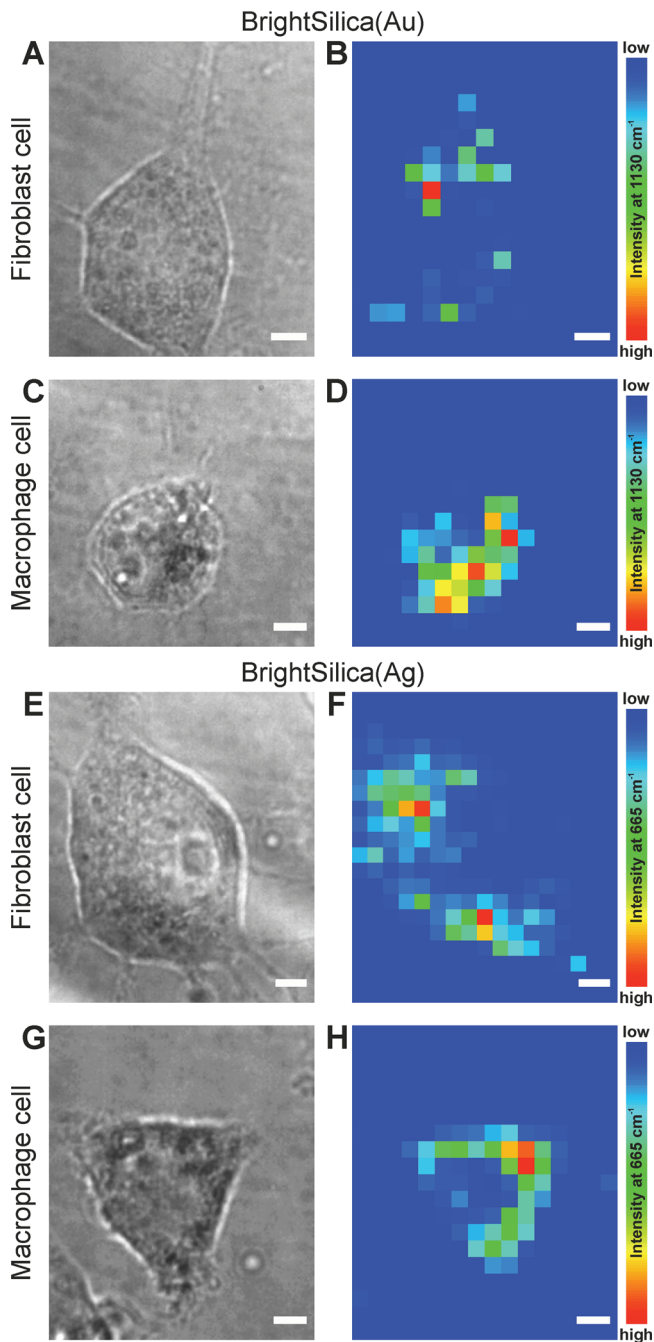 BrightSilica(Au)
A
B
Fibroblast cell
low
Intensity at 1130 cm⁻¹
high
C
D
Macrophage cell
low
Intensity at 1130 cm⁻¹
high
BrightSilica(Ag)
E
F
Fibroblast cell
low
Intensity at 665 cm⁻¹
high
G
H
Macrophage cell
low
Intensity at 665 cm⁻¹
high